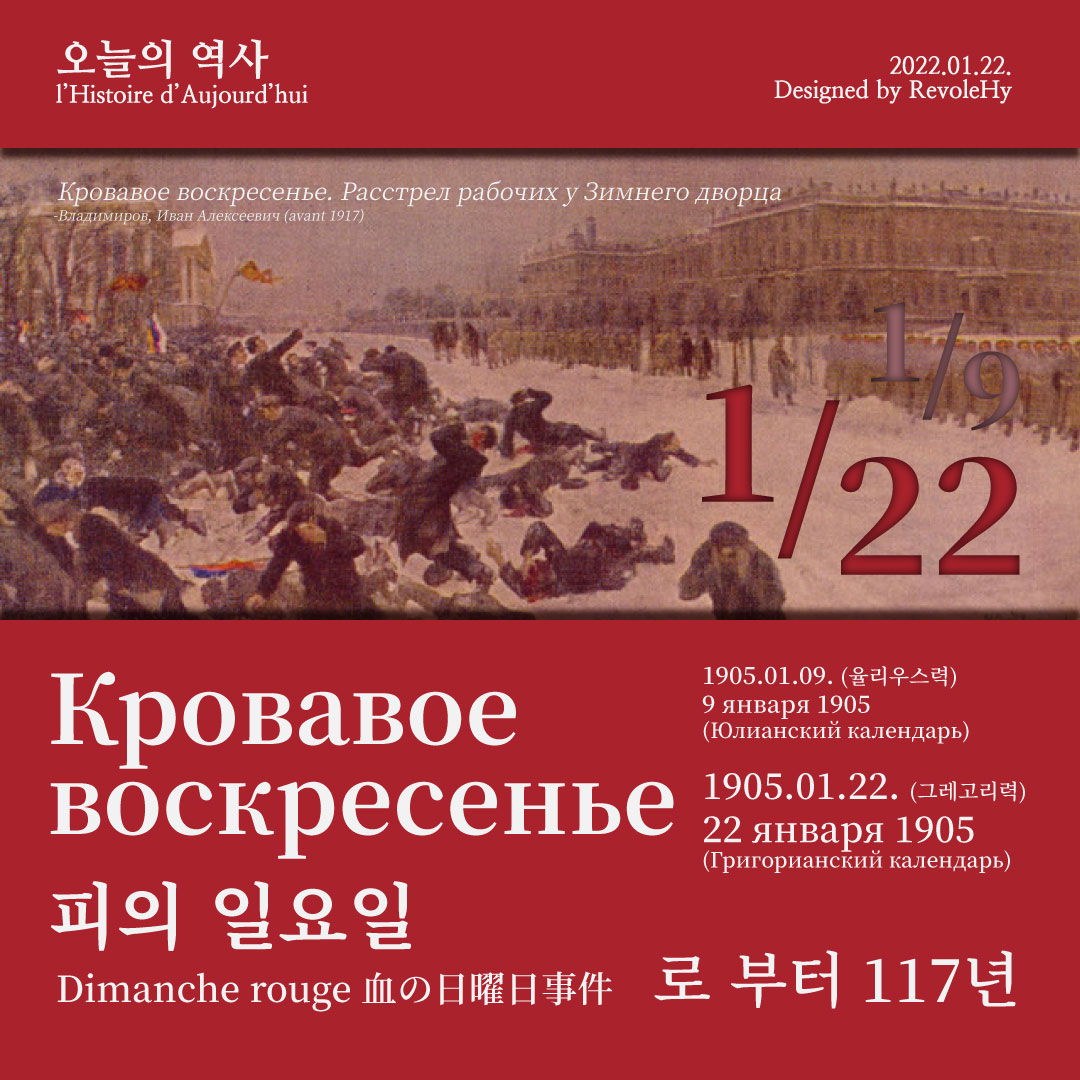 오늘의 역사
l’Histoire d’Aujourd’hui
2022.01.22.
Designed by RevoleHy
Кровавое воскресенье. Расстрел рабочих у Зимнего дворца
-Владимиров, Иван Алексеевич (avant 1917)
1/9
1/22
Кровавое
воскресенье
피의 일요일
Dimanche rouge 血の日曜日事件
1905.01.09. (율리우스력)
9 января 1905
(Юлианский календарь)
1905.01.22. (그레고리력)
22 января 1905
(Григорианский календарь)
로 부터 117년